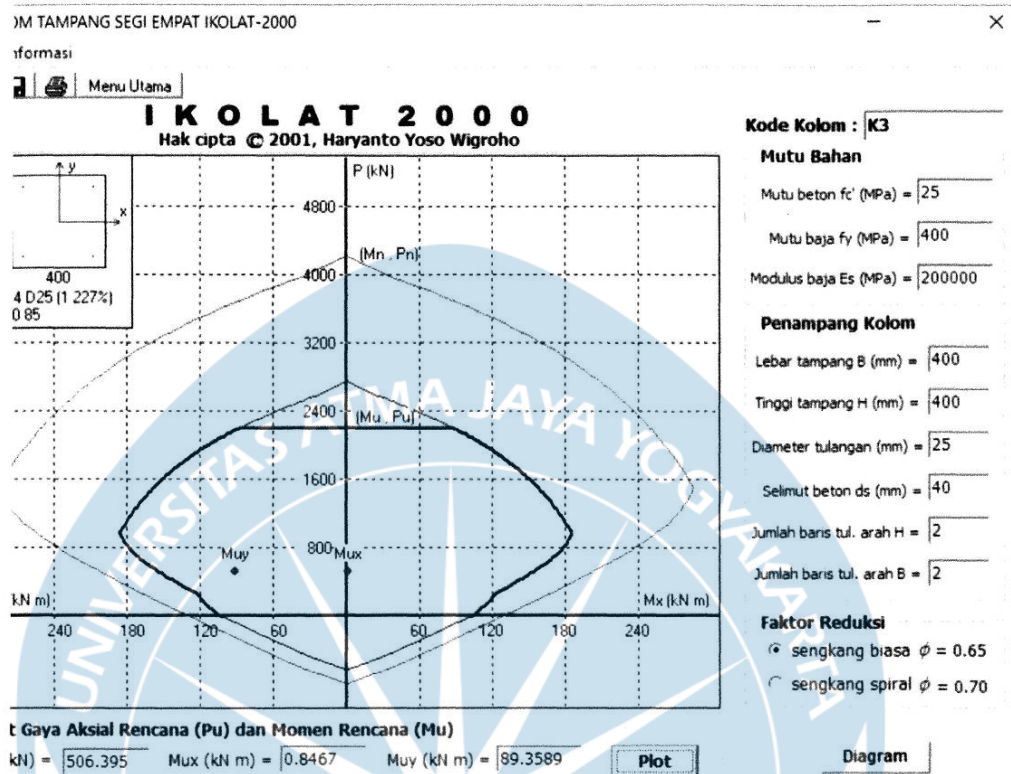 OM TAMPANG SEGI EMPAT IKOLAT-2000
nformasi
Menu Utama
IKOLAT 2000
Hak cipta © 2001, Haryanto Yoso Wigroho
Kode Kolom : K3
Mutu Bahan
Mutu beton fc' (MPa) = 25
Mutu baja fy (MPa) = 400
Modulus baja Es (MPa) = 200000
Penampang Kolom
Lebar tampang B (mm) = 400
Tinggi tampang H (mm) = 400
Diameter tulangan (mm) = 25
Selimut beton ds (mm) = 40
Jumlah baris tul. arah H = 2
Jumlah baris tul. arah B = 2
Faktor Reduksi
sengkang biasa ϕ = 0.65
sengkang spiral ϕ = 0.70
y
x
400
4 D25 (1 227%)
0 85
P (kN)
4800
(Mn , Pn)
4000
3200
2400
(Mu , Pu)
1600
800
Muy
Mux
kN m)
Mx (kN m)
240 180 120 60 60 120 180 240
UNIVERSITAS ATMA JAYA YOGYAKARTA
t Gaya Aksial Rencana (Pu) dan Momen Rencana (Mu)
kN) = 506.395 Mux (kN m) = 0.8467 Muy (kN m) = 89.3589 Plot Diagram